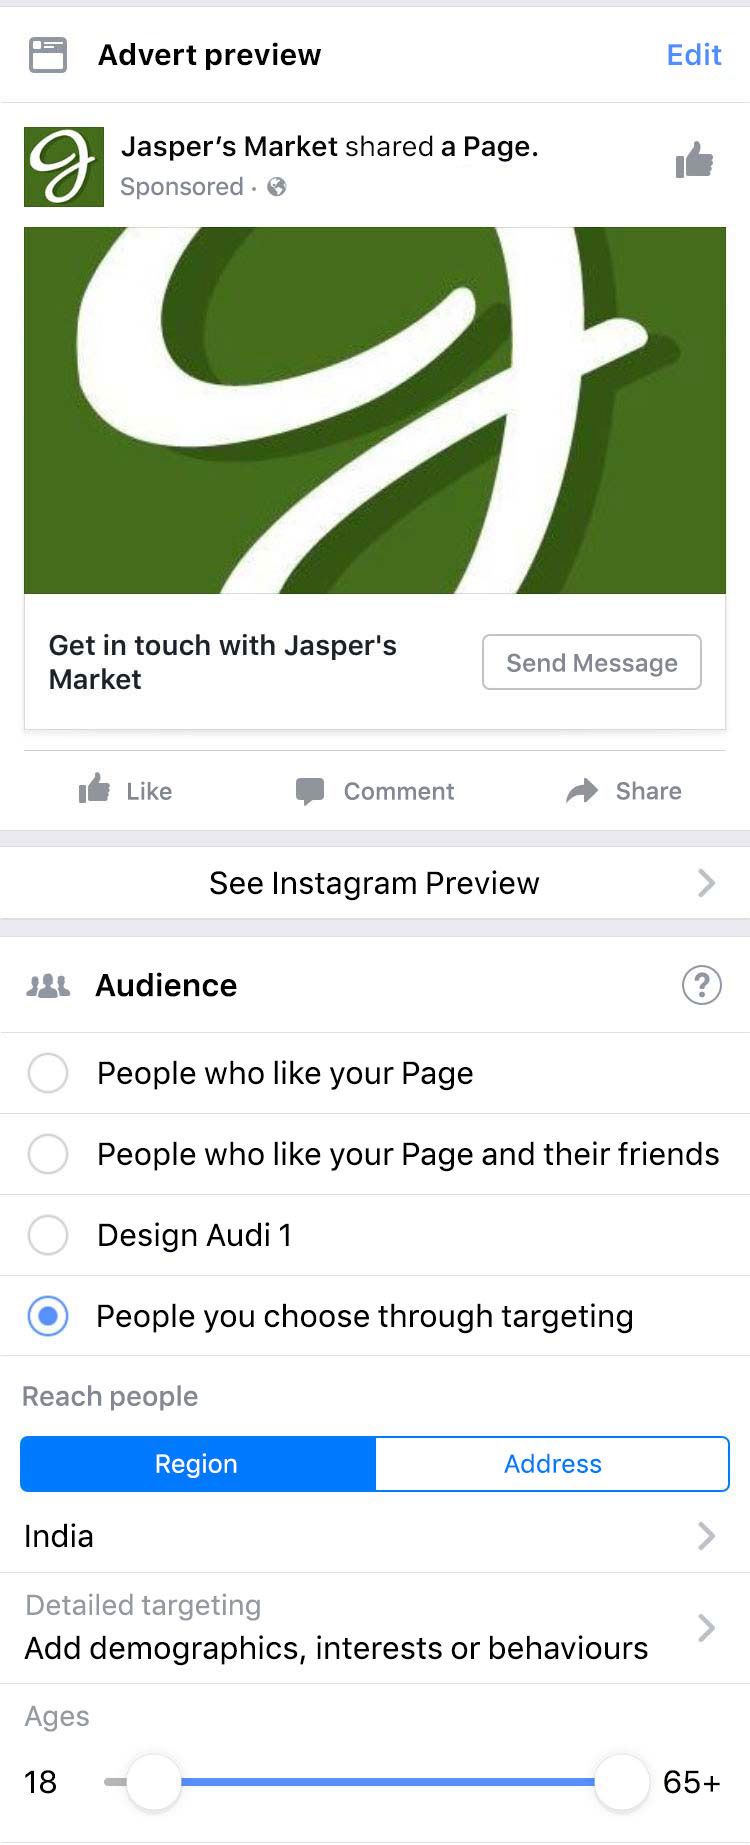 Advert preview
Edit
Jasper’s Market shared a Page.
Sponsored ·
Get in touch with Jasper's
Market
Send Message
Like
Comment
Share
See Instagram Preview
Audience
?
People who like your Page
People who like your Page and their friends
Design Audi 1
People you choose through targeting
Reach people
Region
Address
India
Detailed targeting
Add demographics, interests or behaviours
Ages
18
65+